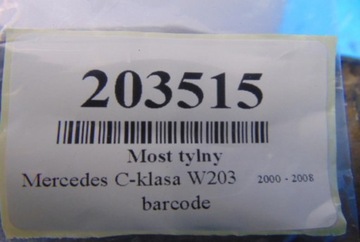 203515
Most tylny
Mercedes C-klasa W203 2000 - 2008
barcode